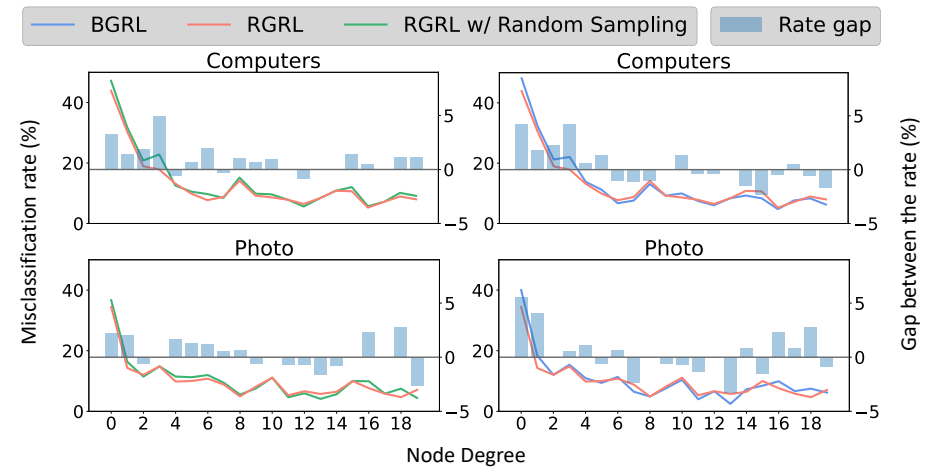 BGRL RGRL RGRL w/ Random Sampling Rate gap
Computers Computers
40 5 40 5
20 0 20 0
0 −5 0 −5
Photo Photo
40 5 40 5
20 0 20 0
0 −5 0 −5
0 2 4 6 8 10 12 14 16 18 0 2 4 6 8 10 12 14 16 18
Misclassification rate (%)
Gap between the rate (%)
Node Degree